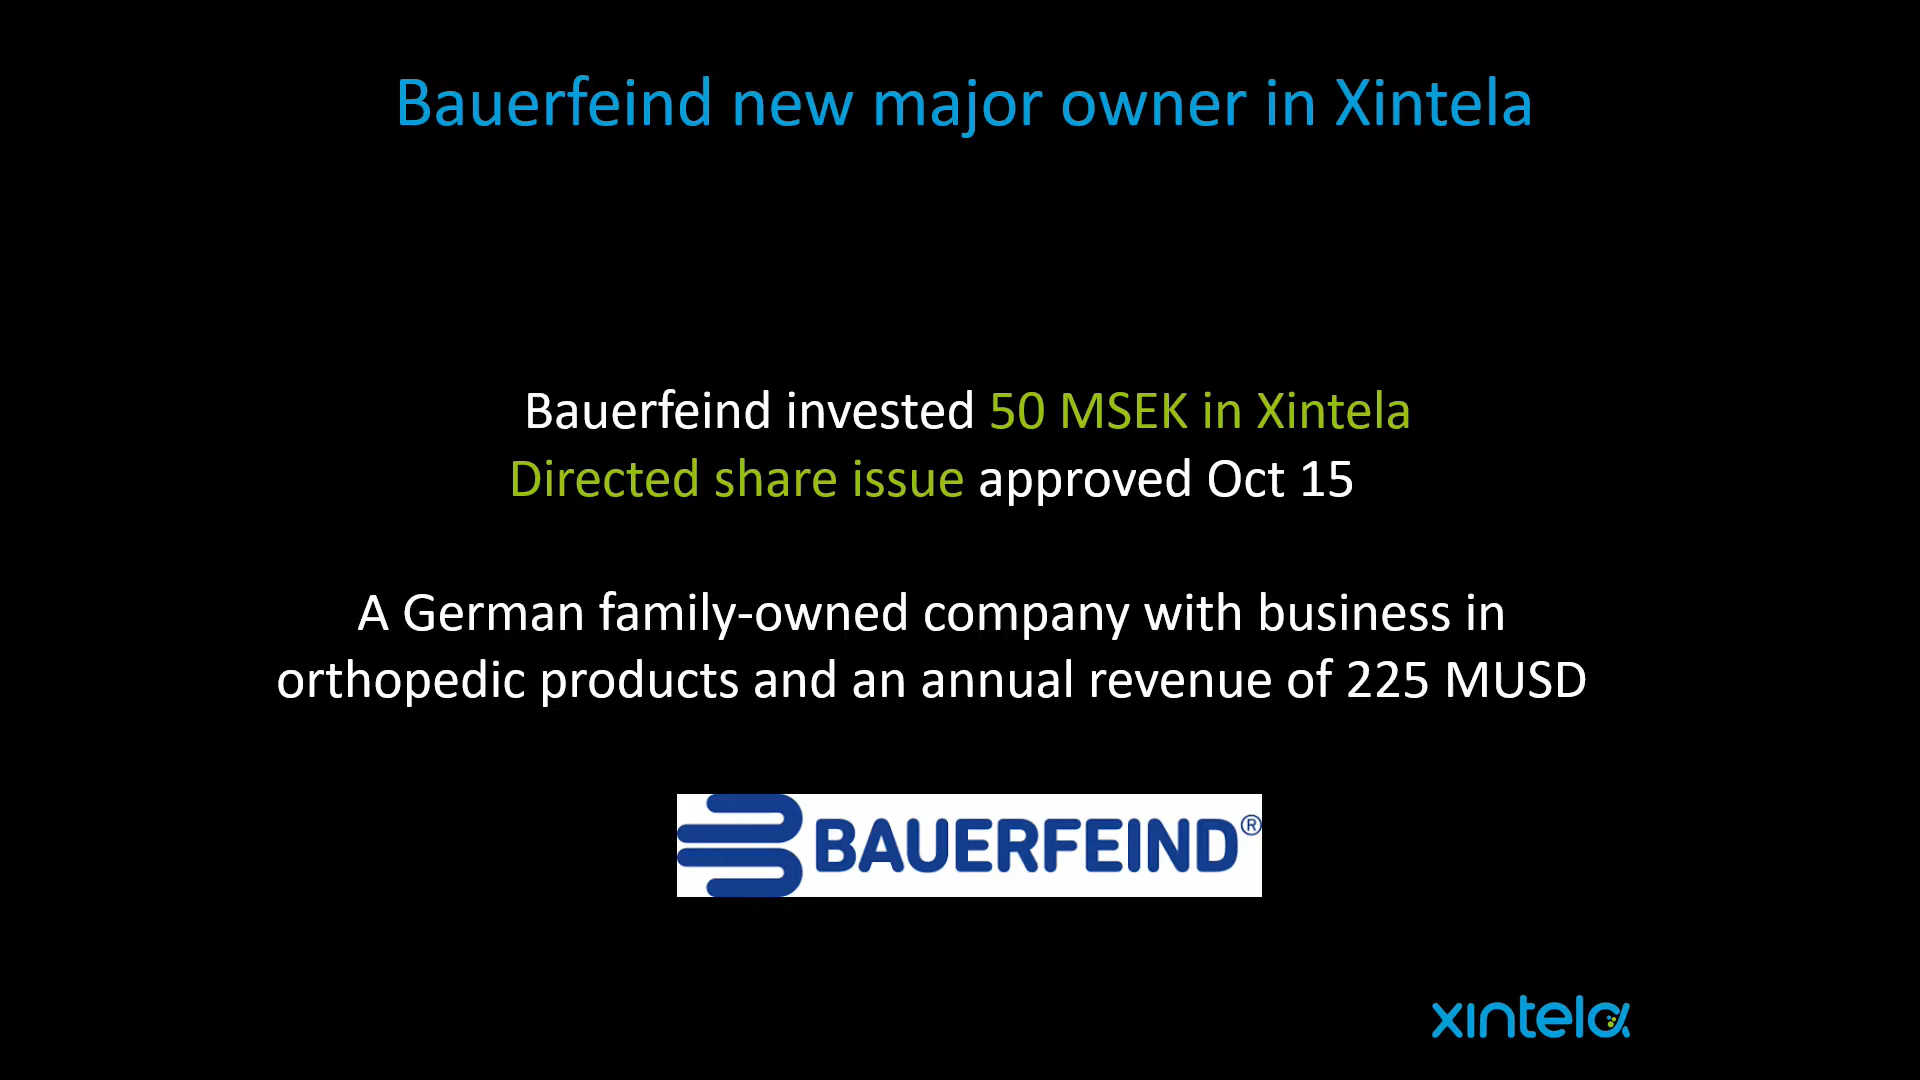 Bauerfeind new major owner in Xintela
Bauerfeind invested 50 MSEK in Xintela
Directed share issue approved Oct 15
A German family-owned company with business in
orthopedic products and an annual revenue of 225 MUSD
BAUERFEIND®
xintela